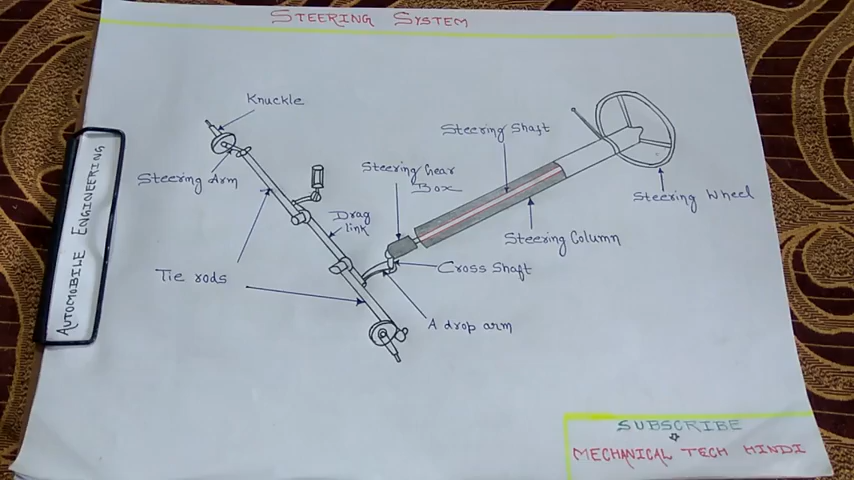 STEERING SYSTEM
Knuckle
Steering Shaft
Steering Arm
Steering Gear
Box
Drag
link
Steering Wheel
Steering Column
Cross Shaft
Tie rods
A drop arm
AUTOMOBILE ENGINEERING
SUBSCRIBE
MECHANICAL TECH HINDI